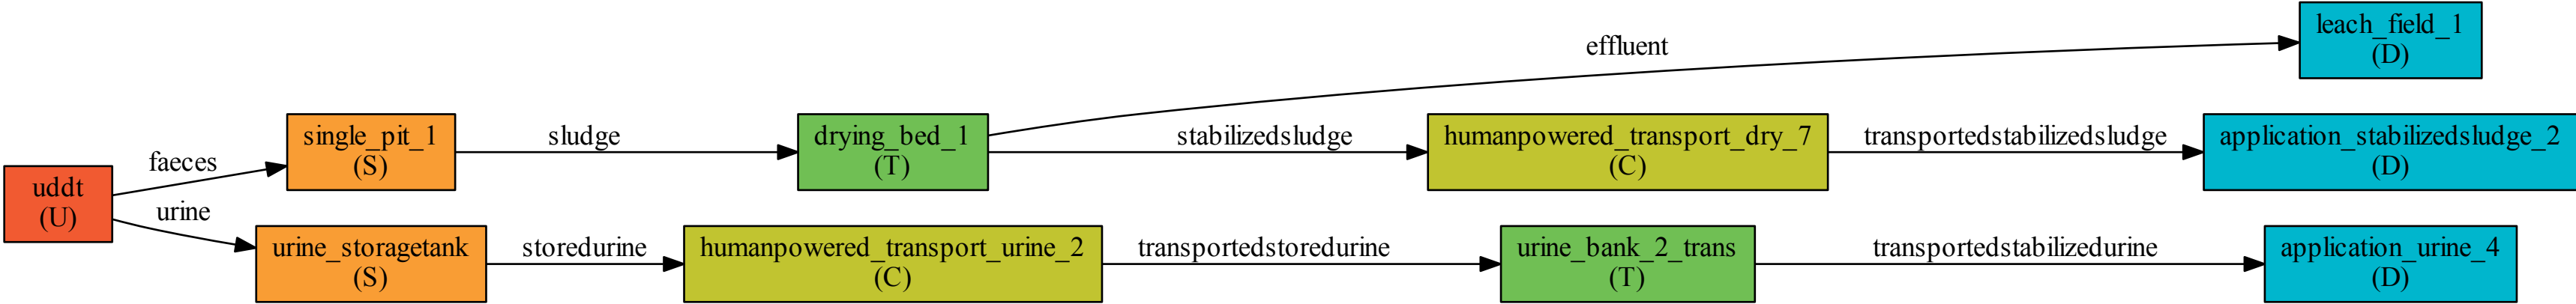 uddt
(U)
faeces
urine
single_pit_1
(S)
urine_storagetank
(S)
sludge
storedurine
drying_bed_1
(T)
humanpowered_transport_urine_2
(C)
effluent
stabilizedsludge
transportedstoredurine
humanpowered_transport_dry_7
(C)
urine_bank_2_trans
(T)
transportedstabilizedsludge
transportedstabilizedurine
leach_field_1
(D)
application_stabilizedsludge_2
(D)
application_urine_4
(D)